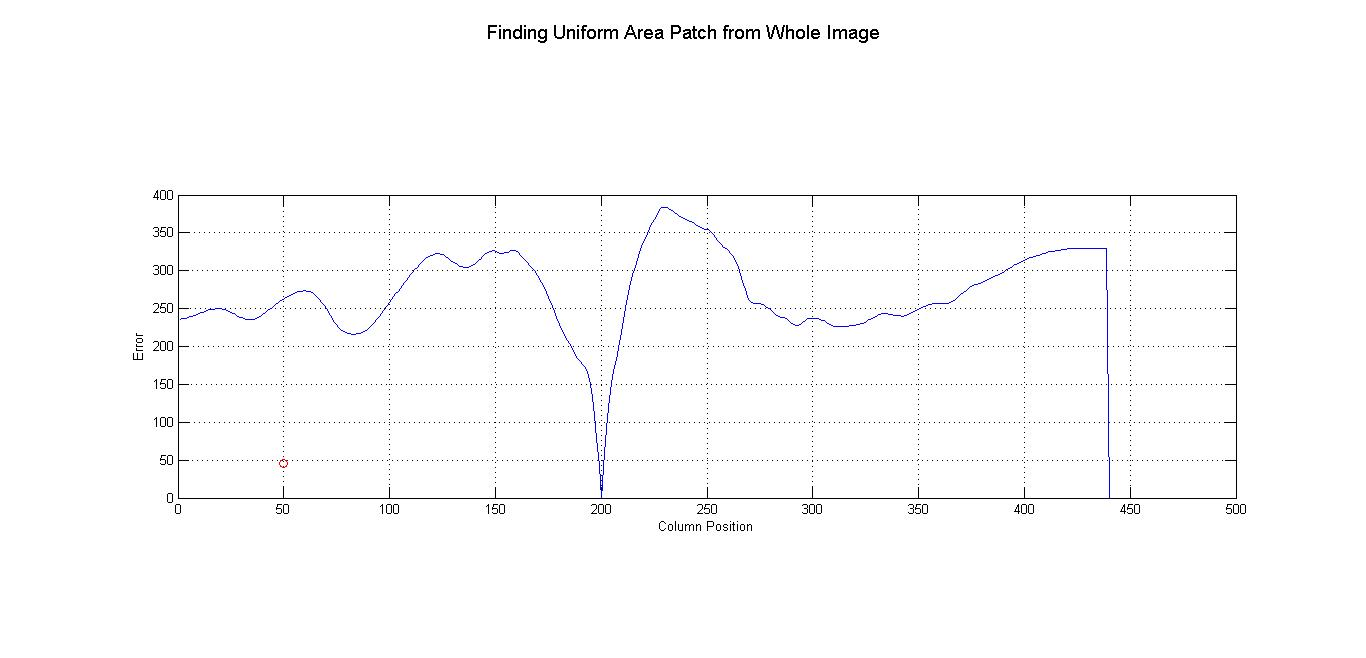 Finding Uniform Area Patch from Whole Image
400
350
300
250
200
150
100
50
0
Error
0 50 100 150 200 250 300 350 400 450 500
Column Position